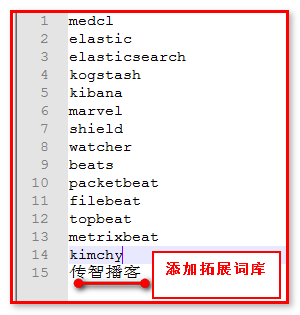 1 medcl
2 elastic
3 elasticsearch
4 kogstash
5 kibana
6 marvel
7 shield
8 watcher
9 beats
10 packetbeat
11 filebeat
12 topbeat
13 metrixbeat
14 kimchy
15 传智播客
添加拓展词库